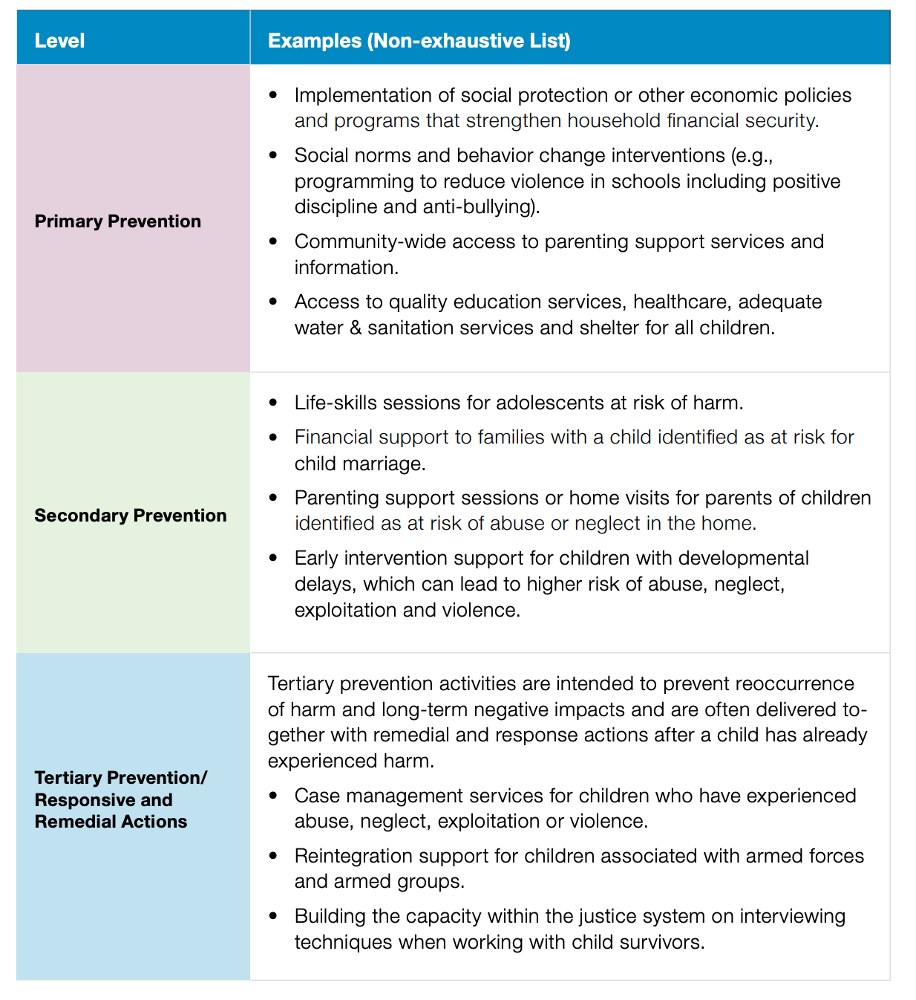 Level
Examples (Non-exhaustive List)
Primary Prevention
• Implementation of social protection or other economic policies
and programs that strengthen household financial security.
• Social norms and behavior change interventions (e.g.,
programming to reduce violence in schools including positive
discipline and anti-bullying).
• Community-wide access to parenting support services and
information.
• Access to quality education services, healthcare, adequate
water & sanitation services and shelter for all children.
Secondary Prevention
• Life-skills sessions for adolescents at risk of harm.
• Financial support to families with a child identified as at risk for
child marriage.
• Parenting support sessions or home visits for parents of children
identified as at risk of abuse or neglect in the home.
• Early intervention support for children with developmental
delays, which can lead to higher risk of abuse, neglect,
exploitation and violence.
Tertiary Prevention/
Responsive and
Remedial Actions
Tertiary prevention activities are intended to prevent reoccurrence
of harm and long-term negative impacts and are often delivered to-
gether with remedial and response actions after a child has already
experienced harm.
• Case management services for children who have experienced
abuse, neglect, exploitation or violence.
• Reintegration support for children associated with armed forces
and armed groups.
• Building the capacity within the justice system on interviewing
techniques when working with child survivors.